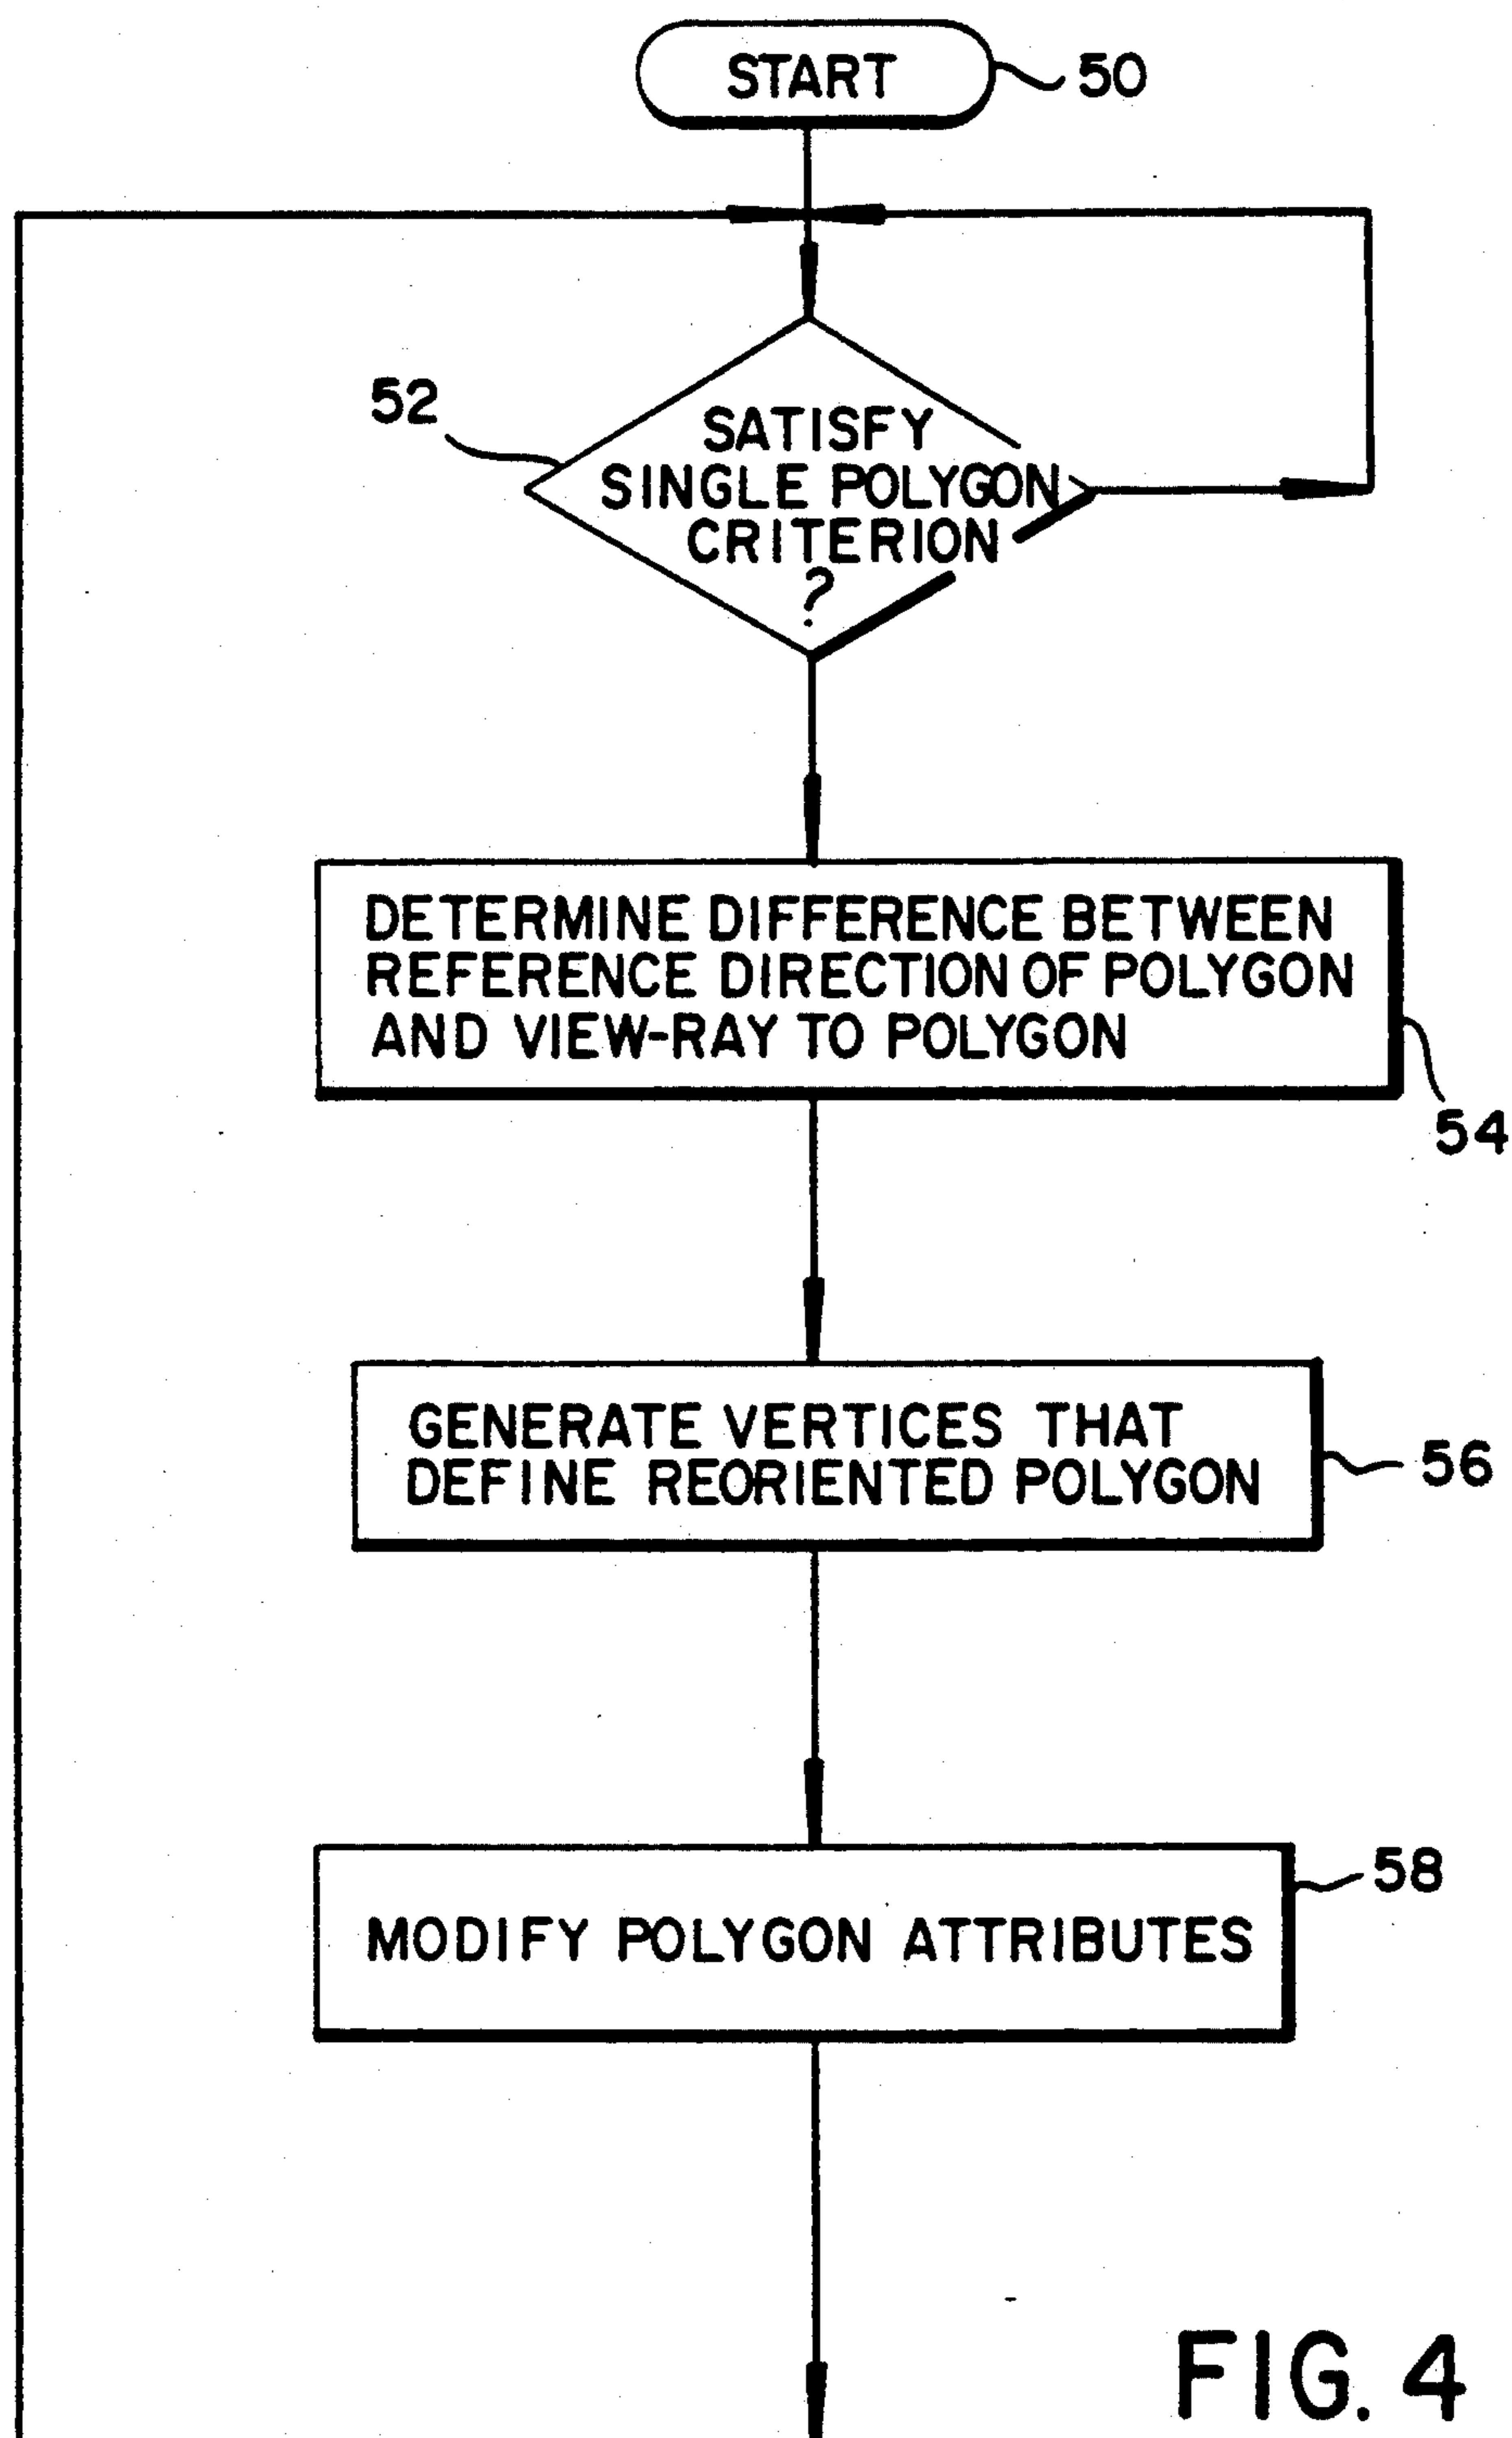 START
50
52
SATISFY
SINGLE POLYGON
CRITERION
?
DETERMINE DIFFERENCE BETWEEN
REFERENCE DIRECTION OF POLYGON
AND VIEW-RAY TO POLYGON
54
GENERATE VERTICES THAT
DEFINE REORIENTED POLYGON
56
58
MODIFY POLYGON ATTRIBUTES
FIG. 4